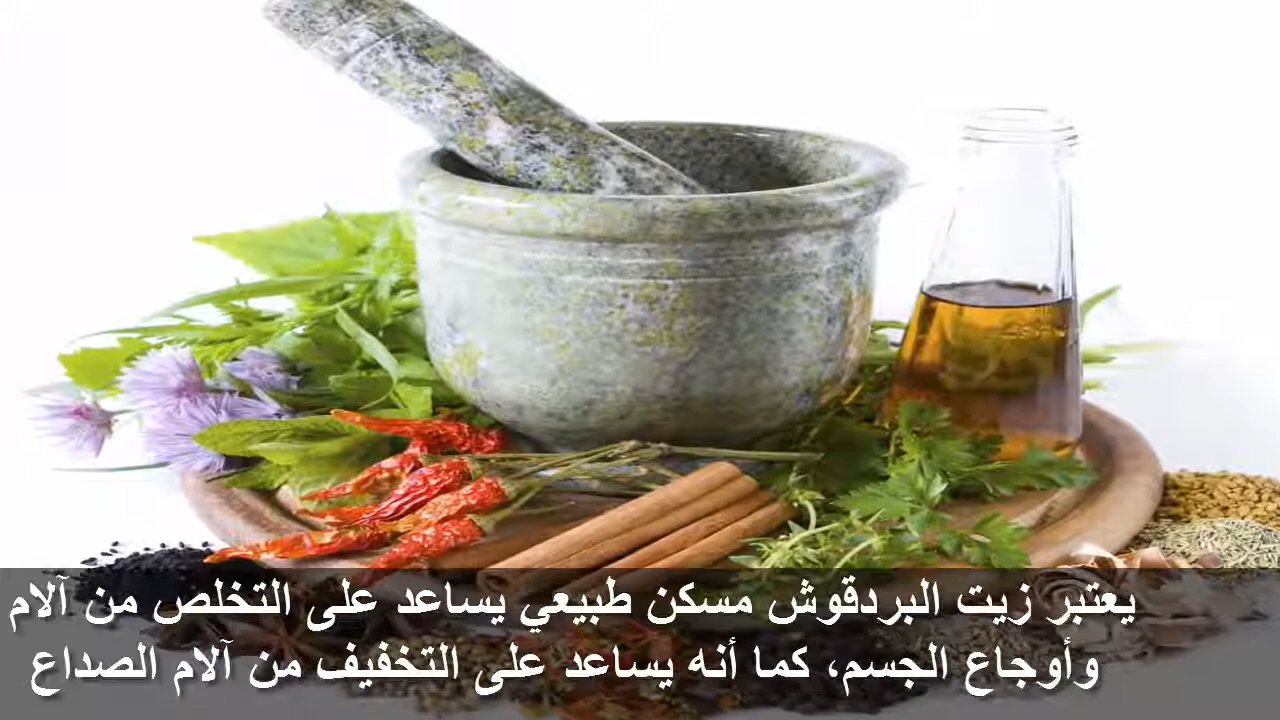 يعتبر زيت البردقوش مسكن طبيعي يساعد على التخلص من آلام
وأوجاع الجسم، كما أنه يساعد على التخفيف من آلام الصداع